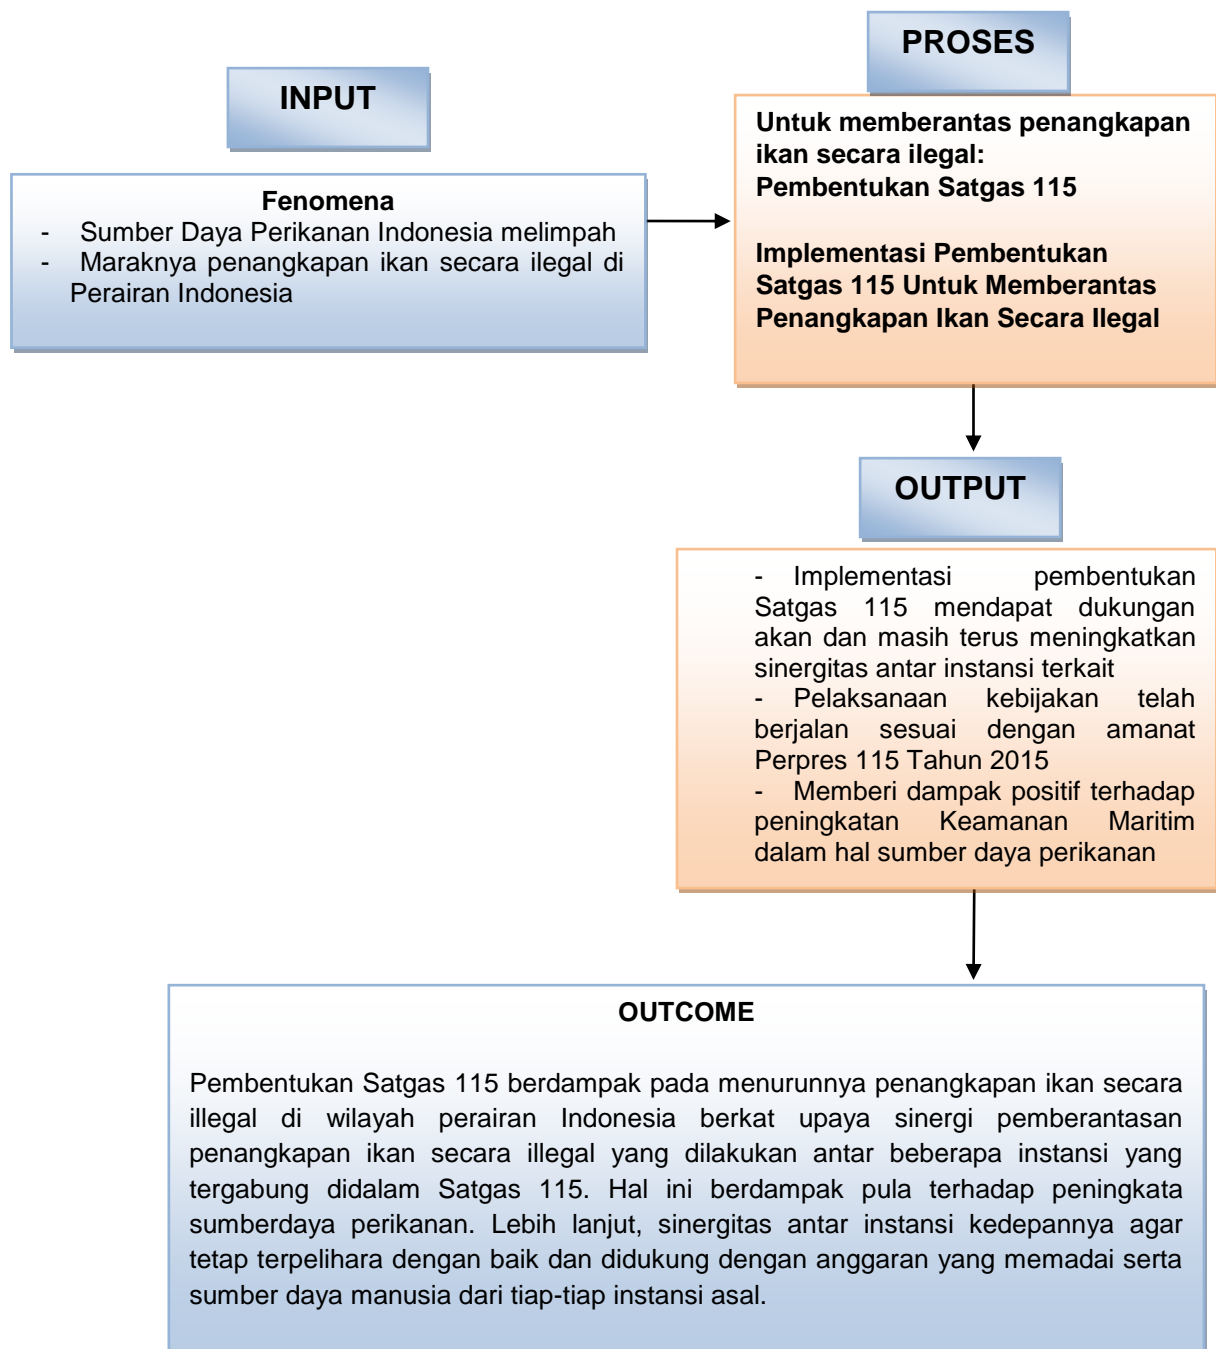 INPUT
Fenomena
- Sumber Daya Perikanan Indonesia melimpah
- Maraknya penangkapan ikan secara ilegal di
Perairan Indonesia
PROSES
Untuk memberantas penangkapan
ikan secara ilegal:
Pembentukan Satgas 115
Implementasi Pembentukan
Satgas 115 Untuk Memberantas
Penangkapan Ikan Secara Ilegal
OUTPUT
- Implementasi pembentukan
Satgas 115 mendapat dukungan
akan dan masih terus meningkatkan
sinergitas antar instansi terkait
- Pelaksanaan kebijakan telah
berjalan sesuai dengan amanat
Perpres 115 Tahun 2015
- Memberi dampak positif terhadap
peningkatan Keamanan Maritim
dalam hal sumber daya perikanan
OUTCOME
Pembentukan Satgas 115 berdampak pada menurunnya penangkapan ikan secara
illegal di wilayah perairan Indonesia berkat upaya sinergi pemberantasan
penangkapan ikan secara illegal yang dilakukan antar beberapa instansi yang
tergabung didalam Satgas 115. Hal ini berdampak pula terhadap peningkata
sumberdaya perikanan. Lebih lanjut, sinergitas antar instansi kedepannya agar
tetap terpelihara dengan baik dan didukung dengan anggaran yang memadai serta
sumber daya manusia dari tiap-tiap instansi asal.